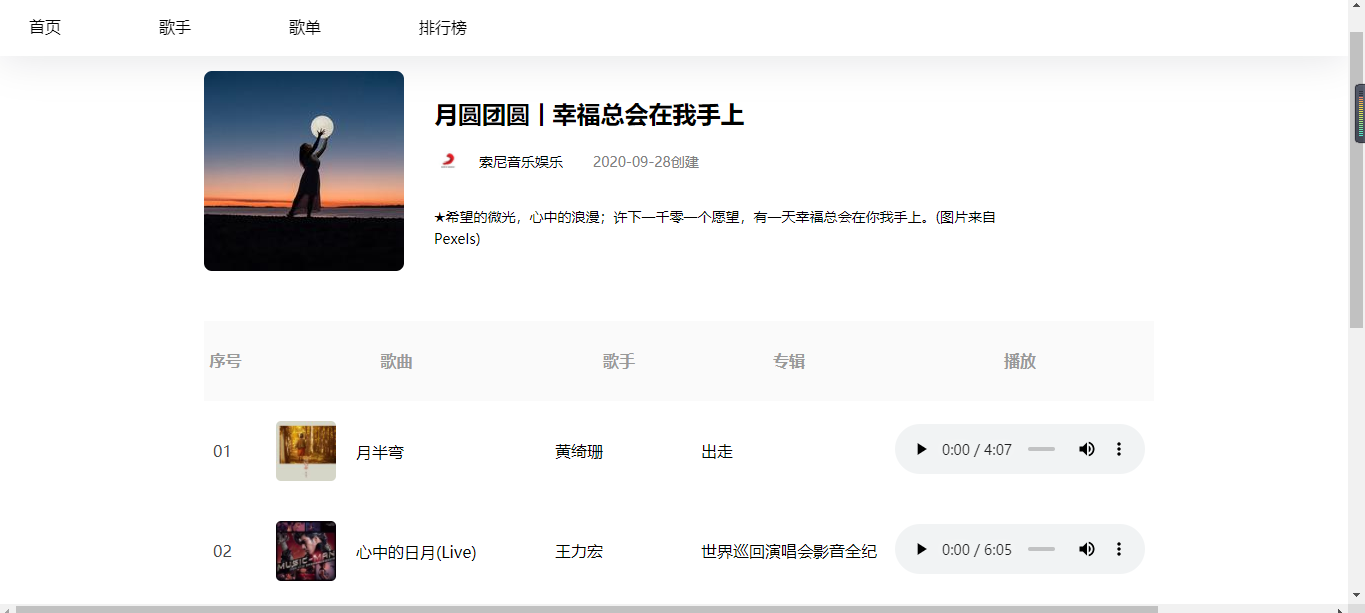 首页 歌手 歌单 排行榜
月圆团圆丨幸福总会在我手上
索尼音乐娱乐 2020-09-28创建
★希望的微光，心中的浪漫；许下一千零一个愿望，有一天幸福总会在你我手上。(图片来自
Pexels)
序号 歌曲 歌手 专辑 播放
01 月半弯 黄绮珊 出走 0:00 / 4:07
02 心中的日月(Live) 王力宏 世界巡回演唱会影音全纪 0:00 / 6:05
MUSIC-MAN